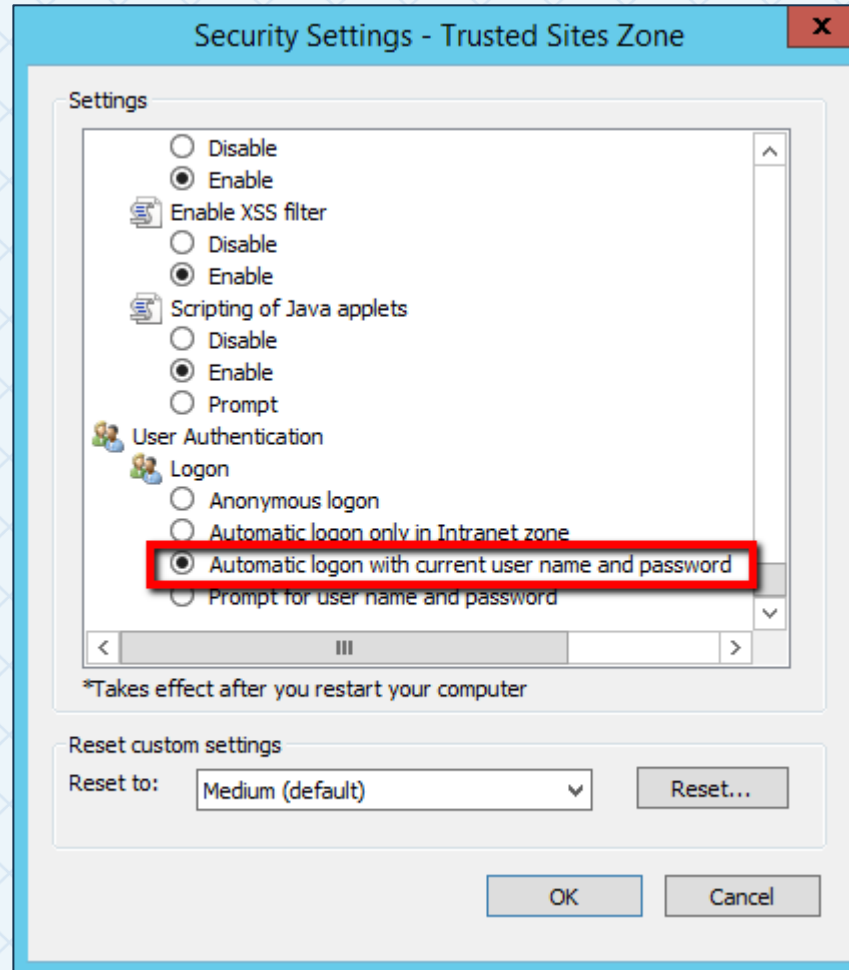 Security Settings - Trusted Sites Zone
x
Settings
Disable
Enable
Enable XSS filter
Disable
Enable
Scripting of Java applets
Disable
Enable
Prompt
User Authentication
Logon
Anonymous logon
Automatic logon only in Intranet zone
Automatic logon with current user name and password
Prompt for user name and password
*Takes effect after you restart your computer
Reset custom settings
Reset to: Medium (default) Reset...
OK Cancel